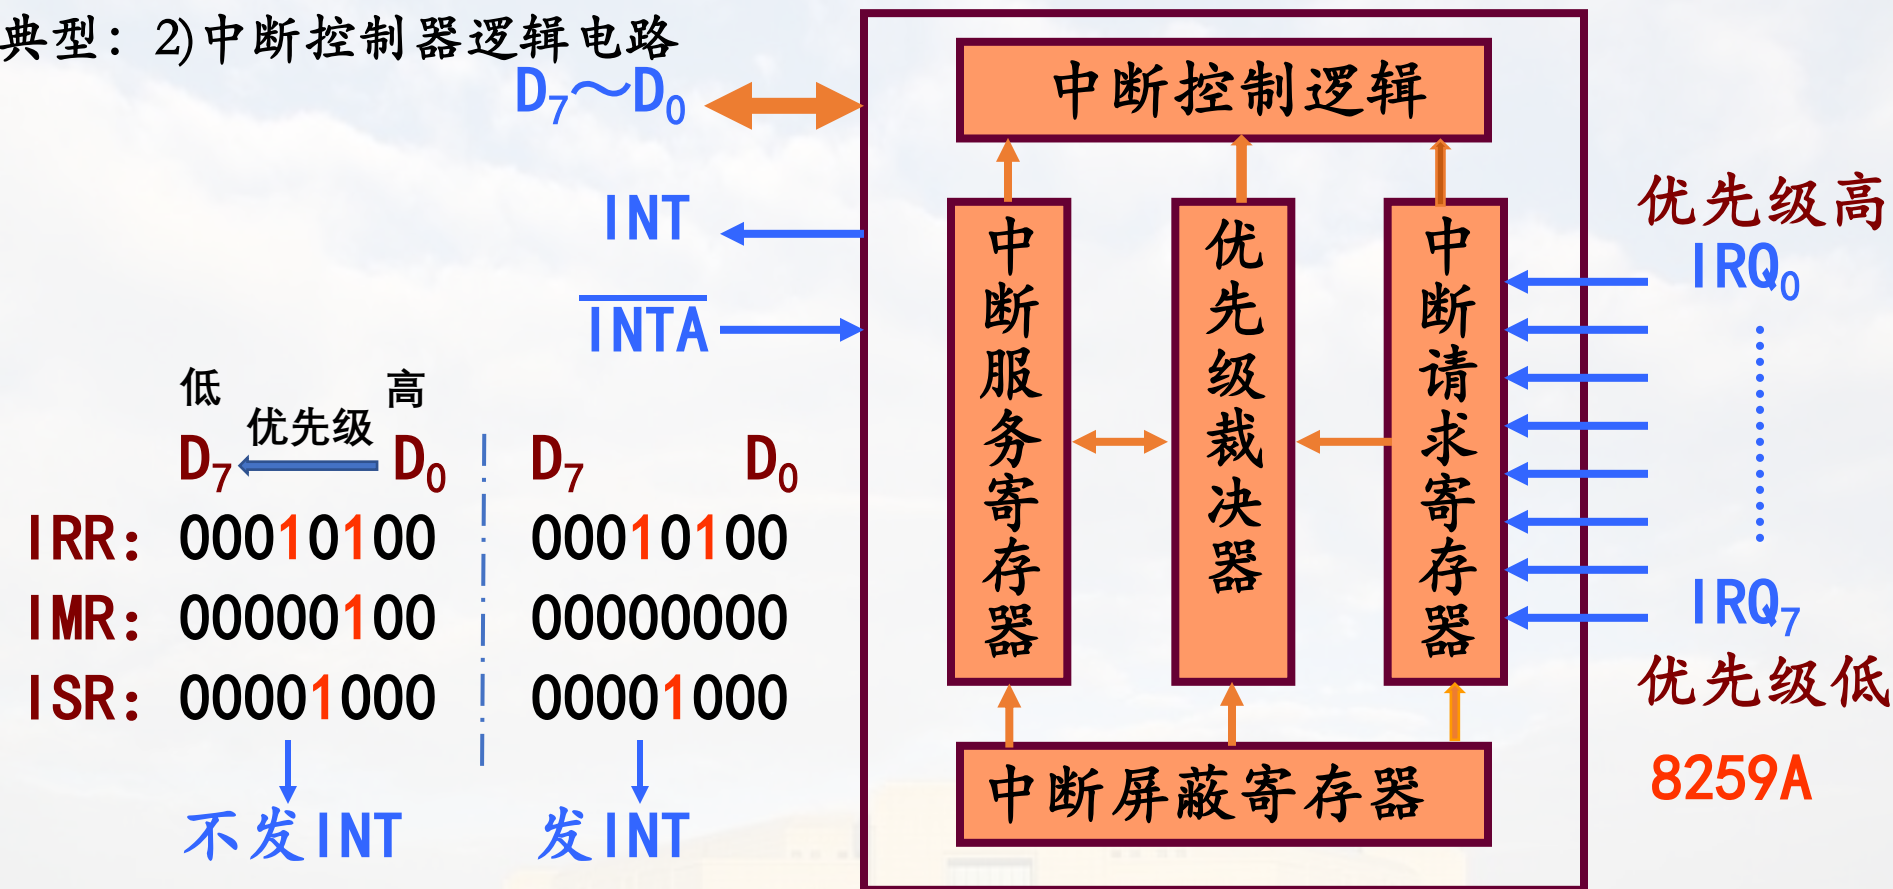 典型：2)中断控制器逻辑电路
D7～D0
INT
INTA
中断控制逻辑
中断服务寄存器
优先级裁决器
中断请求寄存器
中断屏蔽寄存器
优先级高
IRQ0
IRQ7
优先级低
8259A
低 优先级 高
D7 D0 D7 D0
IRR: 00010100 00010100
IMR: 00000100 00000000
ISR: 00001000 00001000
不发INT 发INT